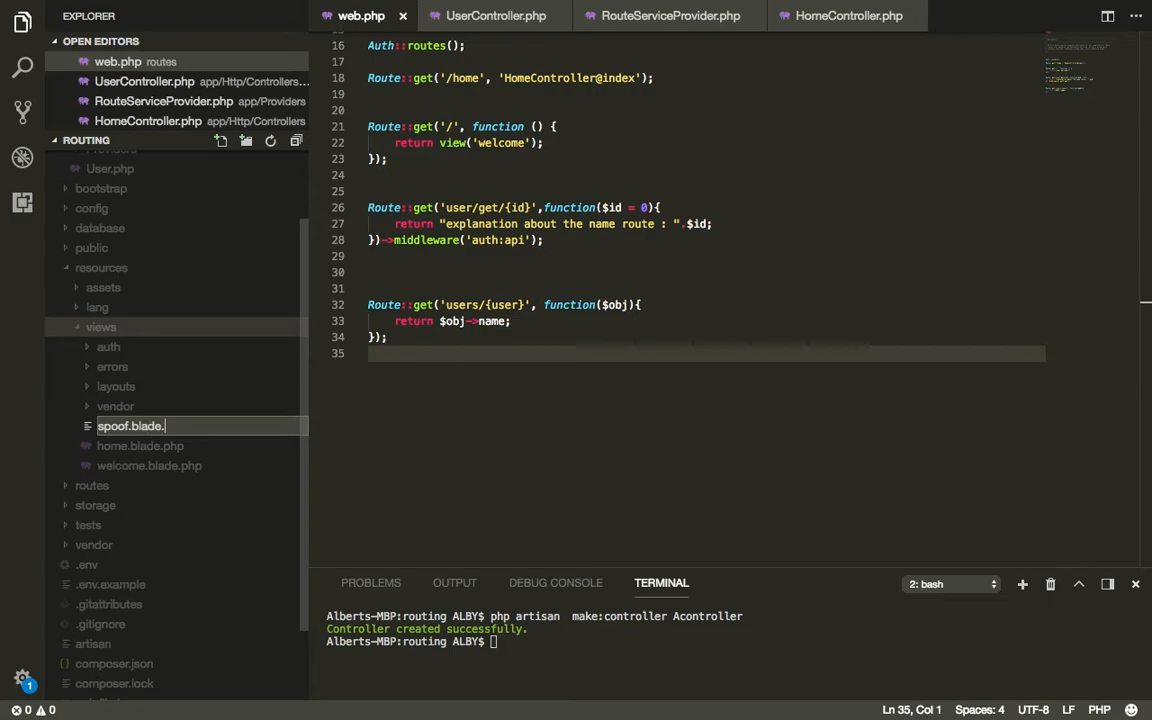 EXPLORER
web.php
UserController.php
RouteServiceProvider.php
HomeController.php
OPEN EDITORS
web.php routes
UserController.php app/Http/Controllers...
RouteServiceProvider.php app/Providers
HomeController.php app/Http/Controllers
ROUTING
User.php
bootstrap
config
database
public
resources
assets
lang
views
auth
errors
layouts
vendor
spoof.blade.
home.blade.php
welcome.blade.php
routes
storage
tests
vendor
.env
.env.example
.gitattributes
.gitignore
artisan
composer.json
composer.lock
16 Auth::routes();
17
18 Route::get('/home', 'HomeController@index');
19
20
21 Route::get('/', function () {
22 return view('welcome');
23 });
24
25
26 Route::get('user/get/{id}',function($id = 0){
27 return "explanation about the name route : ".$id;
28 })->middleware('auth:api');
29
30
31
32 Route::get('users/{user}', function($obj){
33 return $obj->name;
34 });
35
PROBLEMS OUTPUT DEBUG CONSOLE TERMINAL 2: bash
Alberts-MBP:routing ALBY$ php artisan  make:controller Acontroller
Controller created successfully.
Alberts-MBP:routing ALBY$
1
0 0 Ln 35, Col 1 Spaces: 4 UTF-8 LF PHP